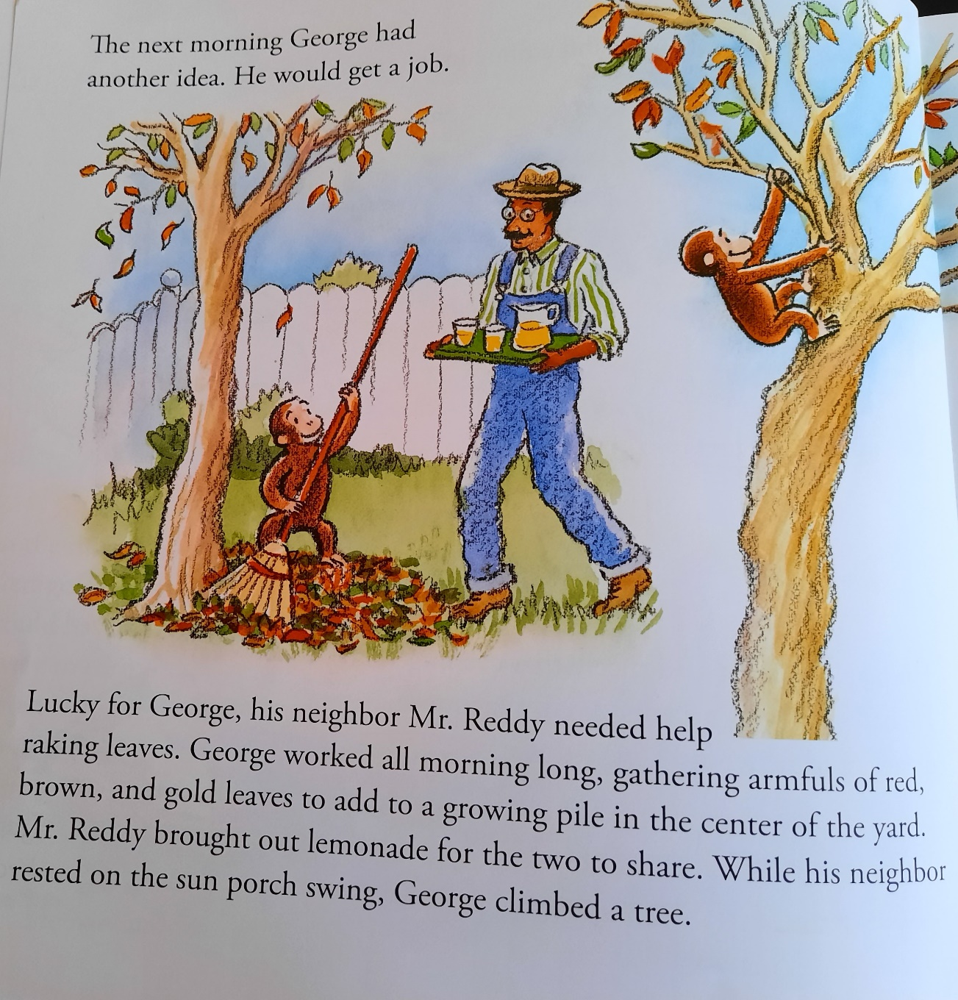 The next morning George had
another idea. He would get a job.
Lucky for George, his neighbor Mr. Reddy needed help
raking leaves. George worked all morning long, gathering armfuls of red,
brown, and gold leaves to add to a growing pile in the center of the yard.
Mr. Reddy brought out lemonade for the two to share. While his neighbor
rested on the sun porch swing, George climbed a tree.